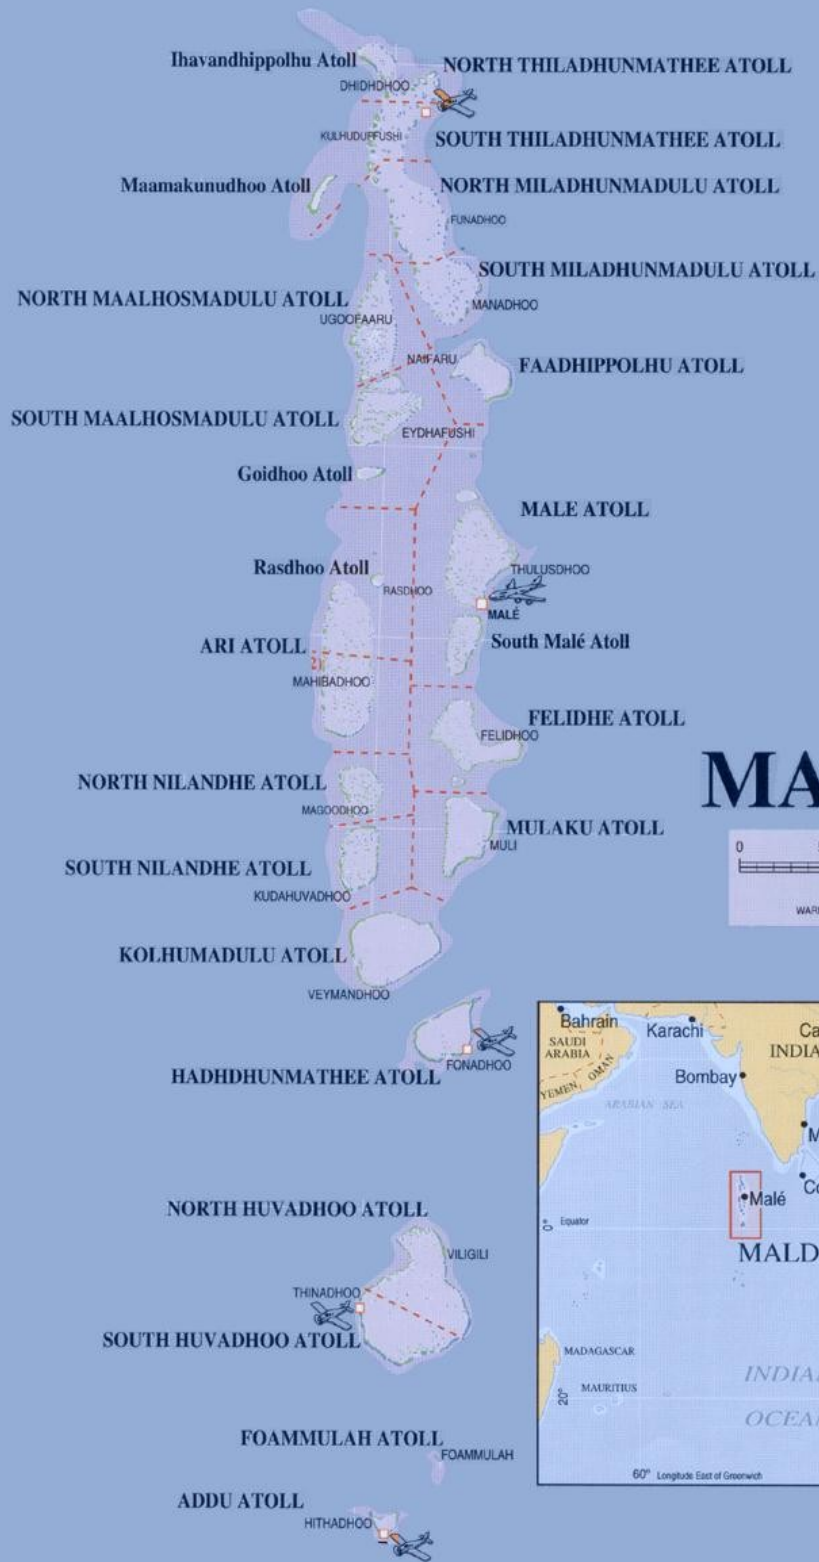 Ihavandhippolhu Atoll
NORTH THILADHUNMATHEE ATOLL
DHIDHDHOO
KULHUDUFFUSHI
SOUTH THILADHUNMATHEE ATOLL
Maamakunudhoo Atoll
NORTH MILADHUNMADULU ATOLL
FUNADHOO
SOUTH MILADHUNMADULU ATOLL
NORTH MAALHOSMADULU ATOLL
MANADHOO
UGOOFAARU
NAIFARU
FAADHIPPOLHU ATOLL
SOUTH MAALHOSMADULU ATOLL
EYDHAFUSHI
Goidhoo Atoll
MALE ATOLL
Rasdhoo Atoll
THULUSDHOO
RASDHOO
MALÉ
ARI ATOLL
South Malé Atoll
2)
MAHIBADHOO
FELIDHE ATOLL
FELIDHOO
NORTH NILANDHE ATOLL
MA
MAGOODHOO
MULAKU ATOLL
MULI
0
SOUTH NILANDHE ATOLL
KUDAHUVADHOO
WAR
KOLHUMADULU ATOLL
VEYMANDHOO
Bahrain
Karachi
Ca
SAUDI
ARABIA
INDIA
FONADHOO
HADHDHUNMATHEE ATOLL
Bombay
YEMEN
OMAN
ARABIAN SEA
M
Co
Malé
NORTH HUVADHOO ATOLL
0° Equator
VILIGILI
MALD
THINADHOO
SOUTH HUVADHOO ATOLL
MADAGASCAR
INDIA
MAURITIUS
20°
OCEA
FOAMMULAH ATOLL
FOAMMULAH
60° Longitude East of Greenwich
ADDU ATOLL
HITHADHOO